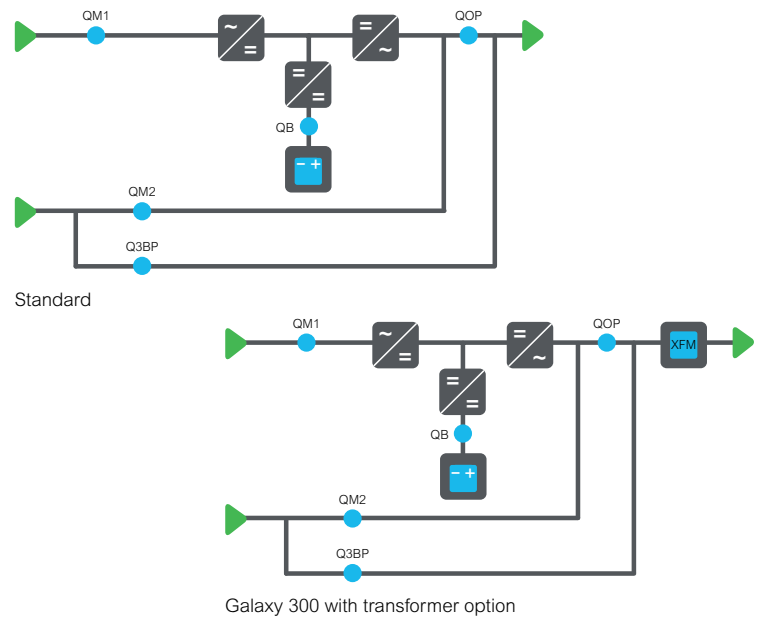 QM1
QOP
QB
− +
QM2
Q3BP
Standard
QM1
QOP
XFM
QB
− +
QM2
Q3BP
Galaxy 300 with transformer option